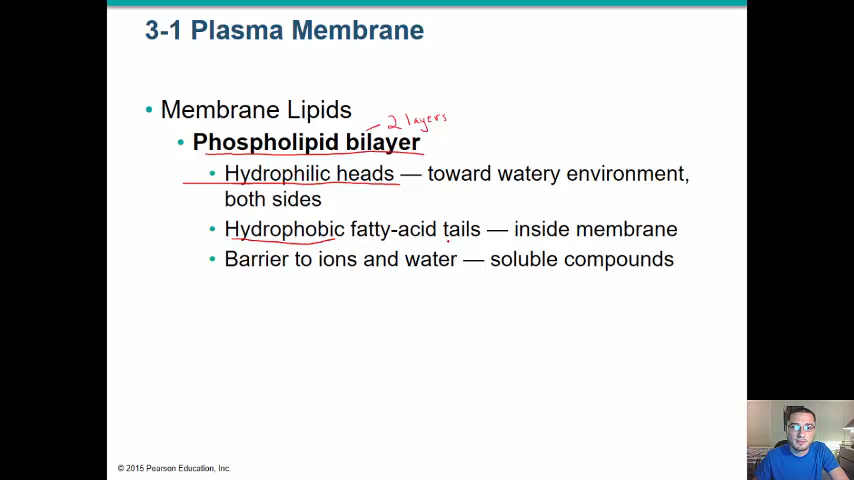 3-1 Plasma Membrane
• Membrane Lipids
2 layers
• Phospholipid bilayer
• Hydrophilic heads — toward watery environment,
both sides
• Hydrophobic fatty-acid tails — inside membrane
• Barrier to ions and water — soluble compounds
© 2015 Pearson Education, Inc.